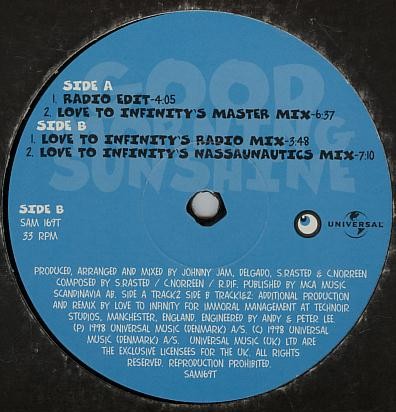 GOOD
MORNING
SUNSHINE
SIDE A
1. RADIO EDIT-4:05
2. LOVE TO INFINITY'S MASTER MIX-6:37
SIDE B
1. LOVE TO INFINITY'S RADIO MIX-3:48
2. LOVE TO INFINITY'S NASSAUNAUTICS MIX-7:10
SIDE B
SAM 169T
33 RPM
UNIVERSAL
PRODUCED, ARRANGED AND MIXED BY JOHNNY JAM, DELGADO, S.RASTED & C.NORREEN
COMPOSED BY S.RASTED / C.NORREEN / R.DIF. PUBLISHED BY MCA MUSIC
SCANDINAVIA AB. SIDE A TRACK2 SIDE B TRACK1&2: ADDITIONAL PRODUCTION
AND REMIX BY LOVE TO INFINITY FOR IMMORAL MANAGEMENT AT TECHNOIR
STUDIOS, MANCHESTER, ENGLAND. ENGINEERED BY ANDY & PETER LEE.
(P) 1998 UNIVERSAL MUSIC (DENMARK) A/S. (C) 1998 UNIVERSAL
MUSIC (DENMARK) A/S. UNIVERSAL MUSIC (UK) LTD ARE
THE EXCLUSIVE LICENSEES FOR THE UK. ALL RIGHTS
RESERVED. REPRODUCTION PROHIBITED.
SAM169T